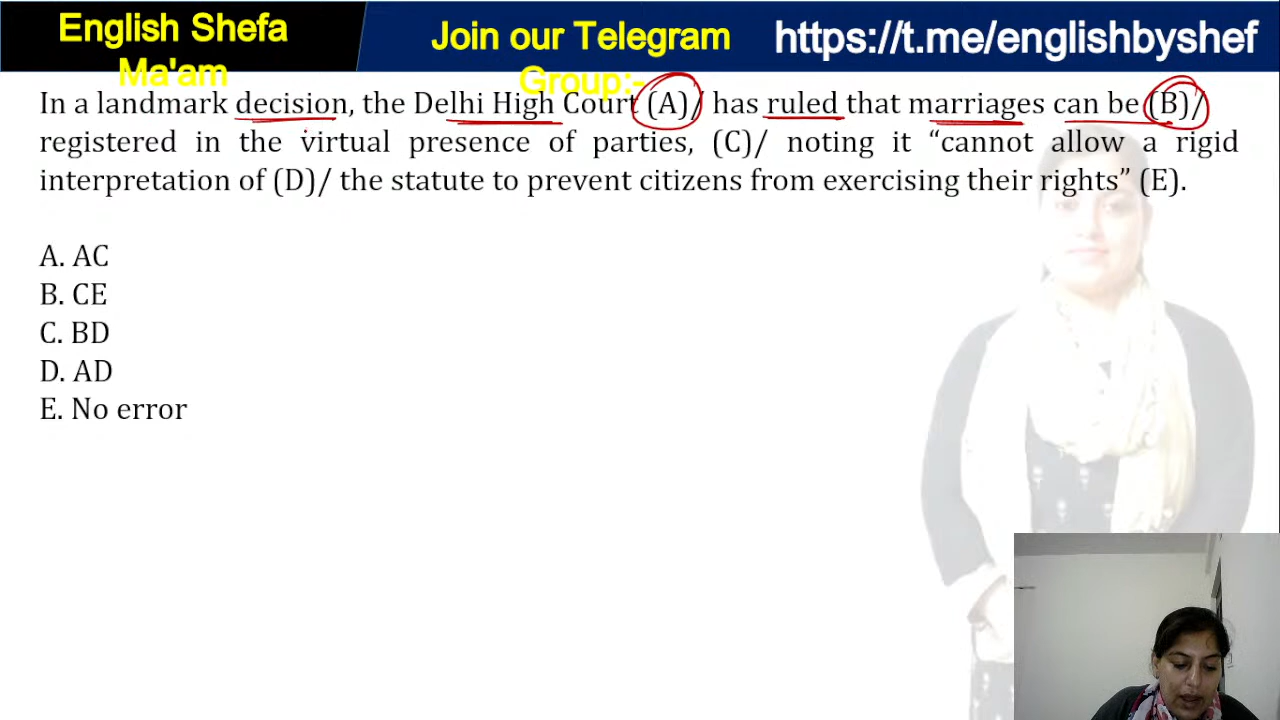 English Shefa Ma'am
Join our Telegram Group:-
https://t.me/englishbyshef
In a landmark decision, the Delhi High Court (A)/ has ruled that marriages can be (B)/
registered in the virtual presence of parties, (C)/ noting it “cannot allow a rigid
interpretation of (D)/ the statute to prevent citizens from exercising their rights” (E).
A. AC
B. CE
C. BD
D. AD
E. No error